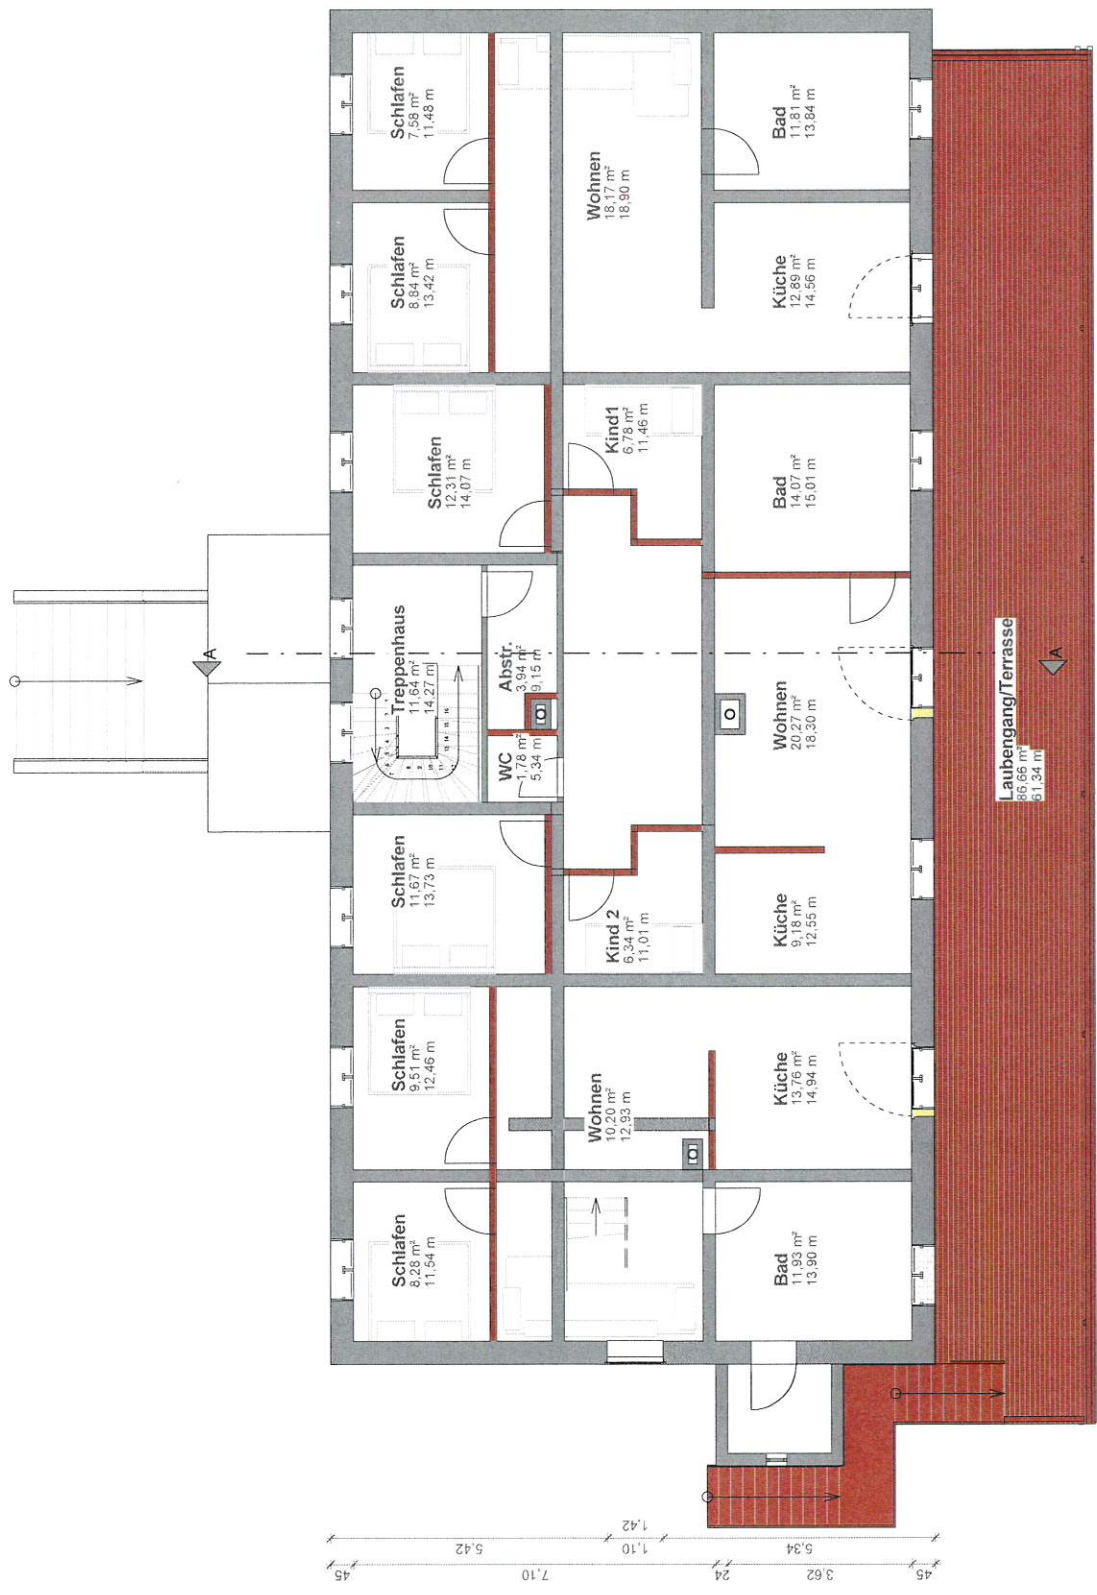 Schlafen
7,58 m²
11,48 m
Schlafen
8,84 m²
13,42 m
Schlafen
12,31 m²
14,07 m
Treppenhaus
11,64 m²
14,27 m
Schlafen
11,67 m²
13,73 m
Schlafen
9,51 m²
12,46 m
Schlafen
8,28 m²
11,54 m
Abstr.
3,94 m²
9,15 m
WC
1,78 m²
5,34 m
Wohnen
18,17 m²
18,90 m
Kind1
6,78 m²
11,46 m
Kind 2
6,34 m²
11,01 m
Wohnen
10,20 m²
12,93 m
Bad
11,81 m²
13,84 m
Küche
12,89 m²
14,56 m
Bad
14,07 m²
15,01 m
Wohnen
20,27 m²
18,30 m
Küche
9,18 m²
12,55 m
Küche
13,76 m²
14,94 m
Bad
11,93 m²
13,90 m
Laubengang/Terrasse
86,66 m²
61,34 m
A
A
5,42
1,10
1,42
5,34
45
7,10
24
3,62
45